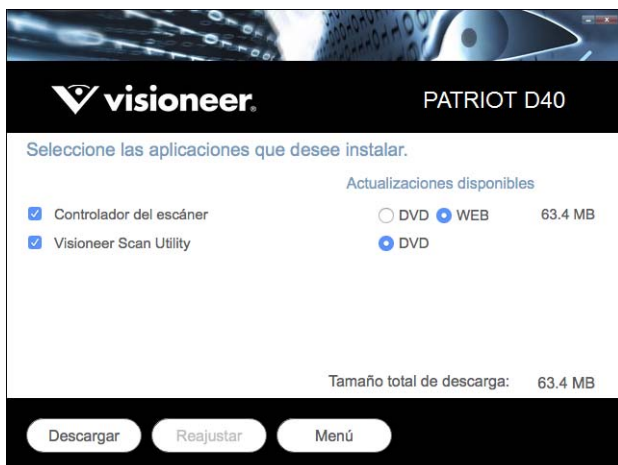 visioneer®
PATRIOT D40
Seleccione las aplicaciones que desee instalar.
Actualizaciones disponibles
Controlador del escáner DVD WEB 63.4 MB
Visioneer Scan Utility DVD
Tamaño total de descarga: 63.4 MB
Descargar Reajustar Menú